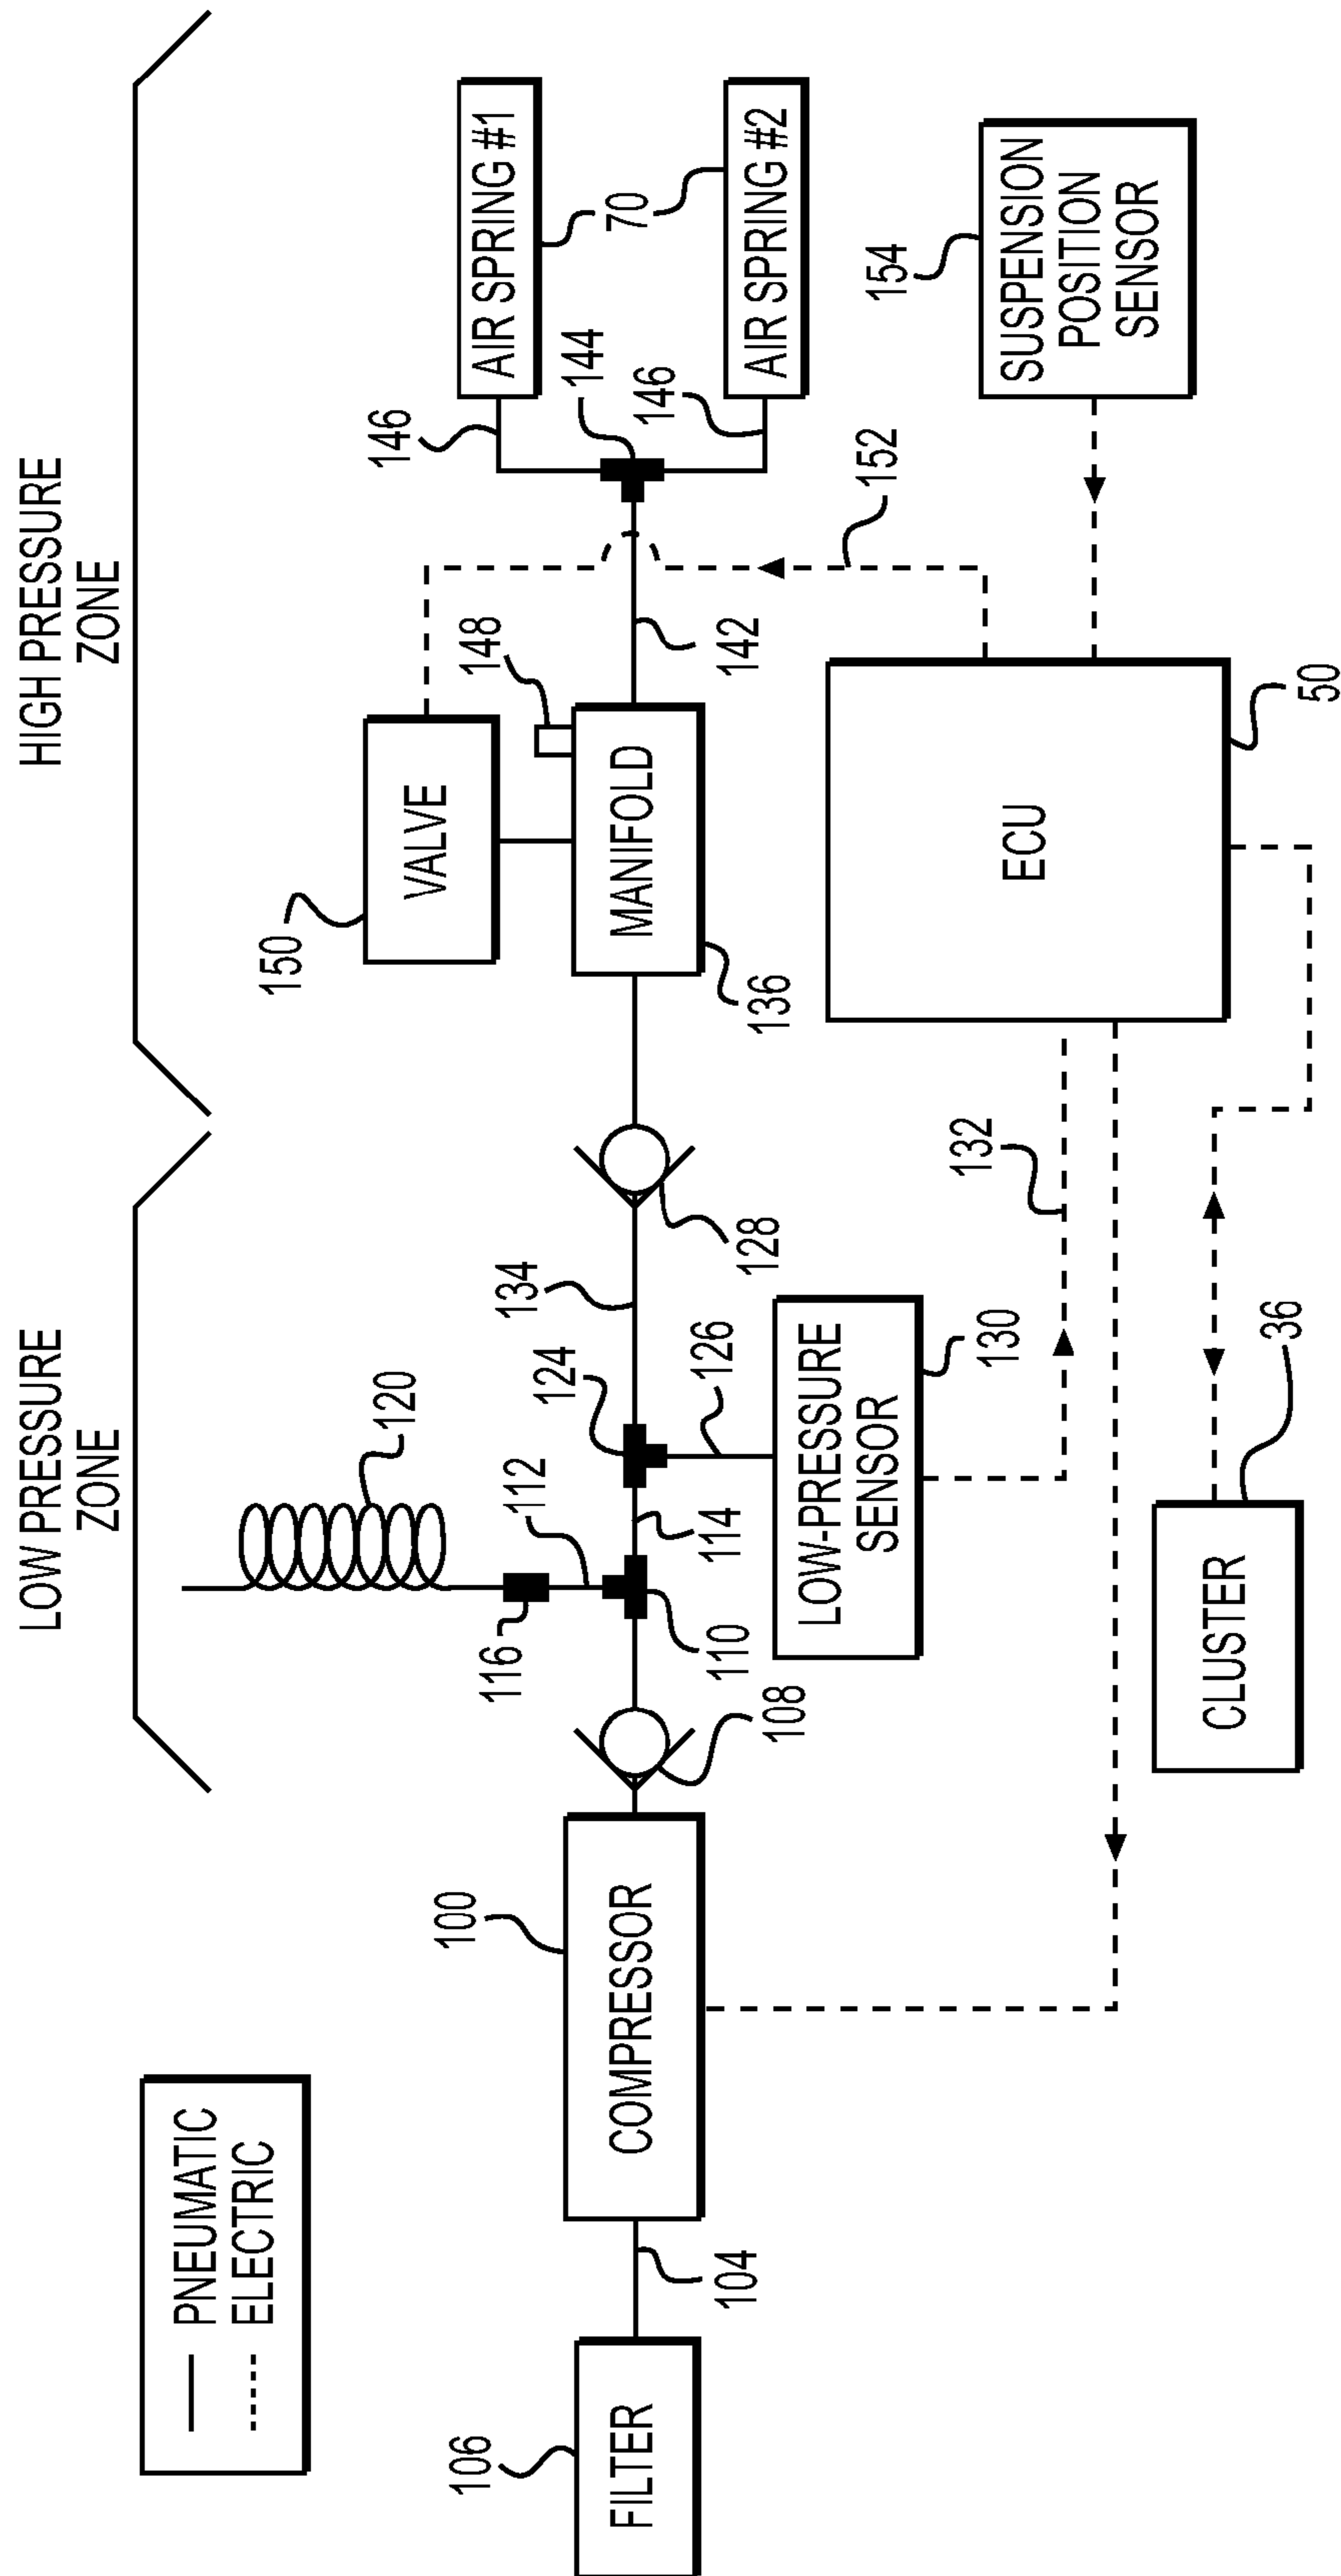 LOW PRESSURE
ZONE
HIGH PRESSURE
ZONE
PNEUMATIC
ELECTRIC
106
FILTER
104
100
COMPRESSOR
108
116
110
112
120
114
124
126
LOW-PRESSURE
SENSOR
130
134
128
132
150
VALVE
148
MANIFOLD
136
142
144
146
146
AIR SPRING #1
70
AIR SPRING #2
152
154
SUSPENSION
POSITION
SENSOR
ECU
50
CLUSTER
36